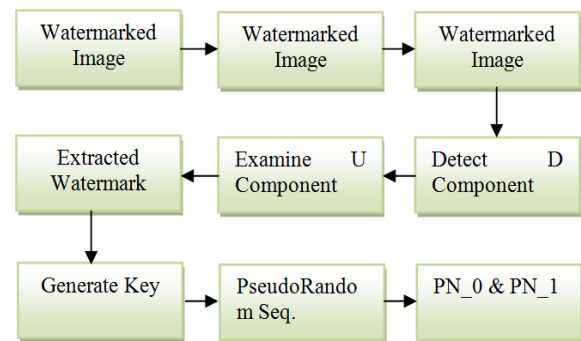 Watermarked
Image
Watermarked
Image
Watermarked
Image
Extracted
Watermark
Examine U
Component
Detect D
Component
Generate Key
PseudoRando
m Seq.
PN_0 & PN_1